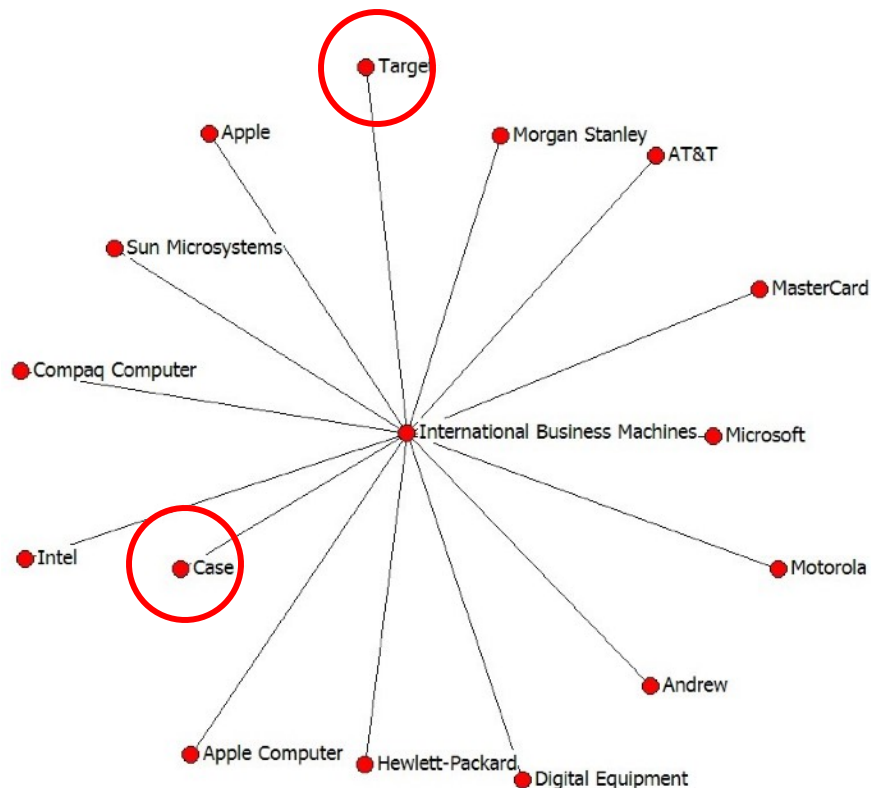 Target
Apple
Morgan Stanley
AT&T
Sun Microsystems
MasterCard
Compaq Computer
International Business Machines
Microsoft
Intel
Case
Motorola
Andrew
Apple Computer
Hewlett-Packard
Digital Equipment